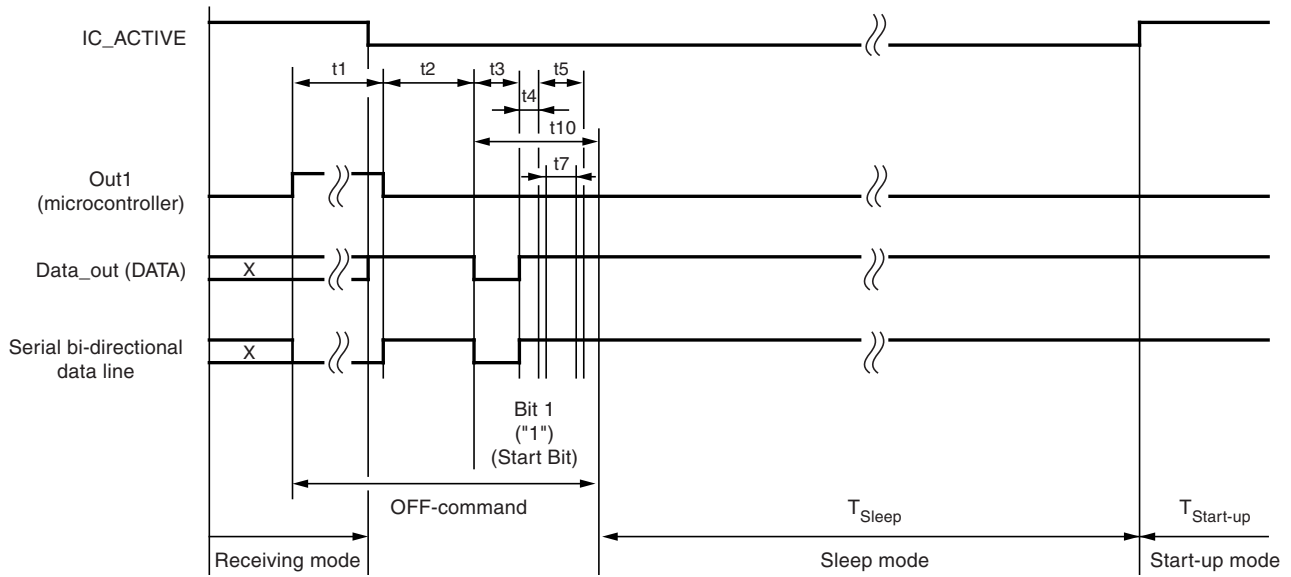 IC_ACTIVE
t1
t2
t3
t5
t4
t10
t7
Out1
(microcontroller)
Data_out (DATA)
X
Serial bi-directional
data line
X
Bit 1
("1")
(Start Bit)
OFF-command
TSleep
TStart-up
Receiving mode
Sleep mode
Start-up mode